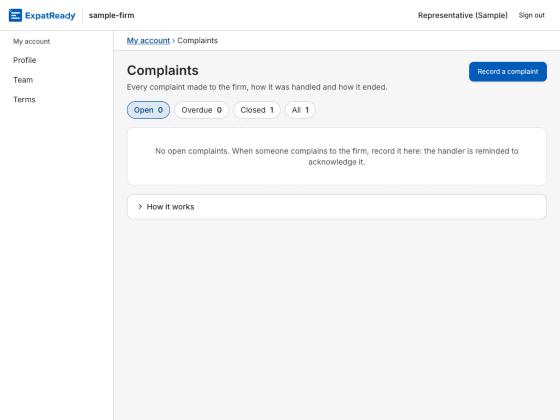 ExpatReady sample-firm Representative (Sample) Sign out
My account
Profile
Team
Terms
My account › Complaints
Complaints
Record a complaint
Every complaint made to the firm, how it was handled and how it ended.
Open 0 Overdue 0 Closed 1 All 1
No open complaints. When someone complains to the firm, record it here: the handler is reminded to
acknowledge it.
How it works